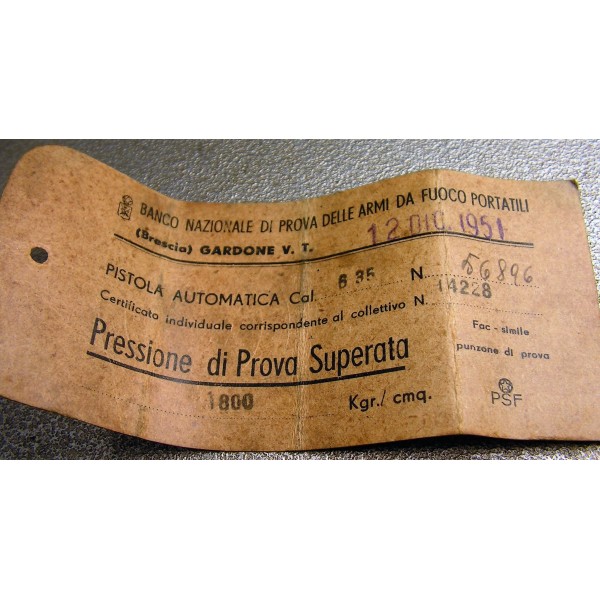 BANCO NAZIONALE DI PROVA DELLE ARMI DA FUOCO PORTATILI
(Brescia) GARDONE V. T. 12 DIC. 1951
PISTOLA AUTOMATICA Cal. 6 35 N. 56896
Certificato individuale corrispondente al collettivo N. 14228
Pressione di Prova Superata
1800 Kgr./ cmq.
Fac - simile
punzone di prova
PSF